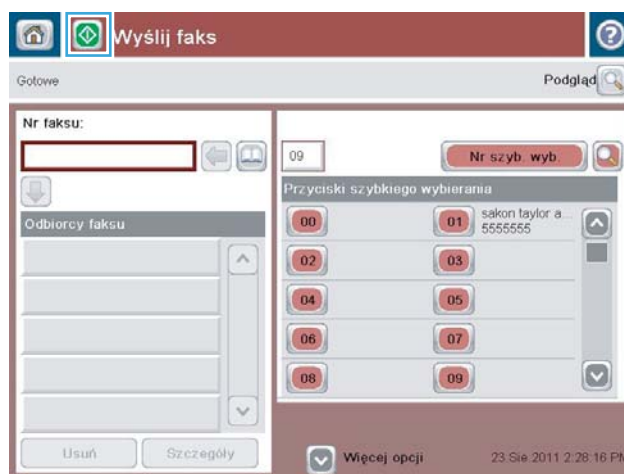 Wyślij faks
Gotowe
Podgląd
Nr faksu:
09
Nr szyb. wyb.
Przyciski szybkiego wybierania
Odbiorcy faksu
00
01
sakon taylor a...
5555555
02
03
04
05
06
07
08
09
Usuń
Szczegóły
Więcej opcji
23 Sie 2011 2:28:16 PM